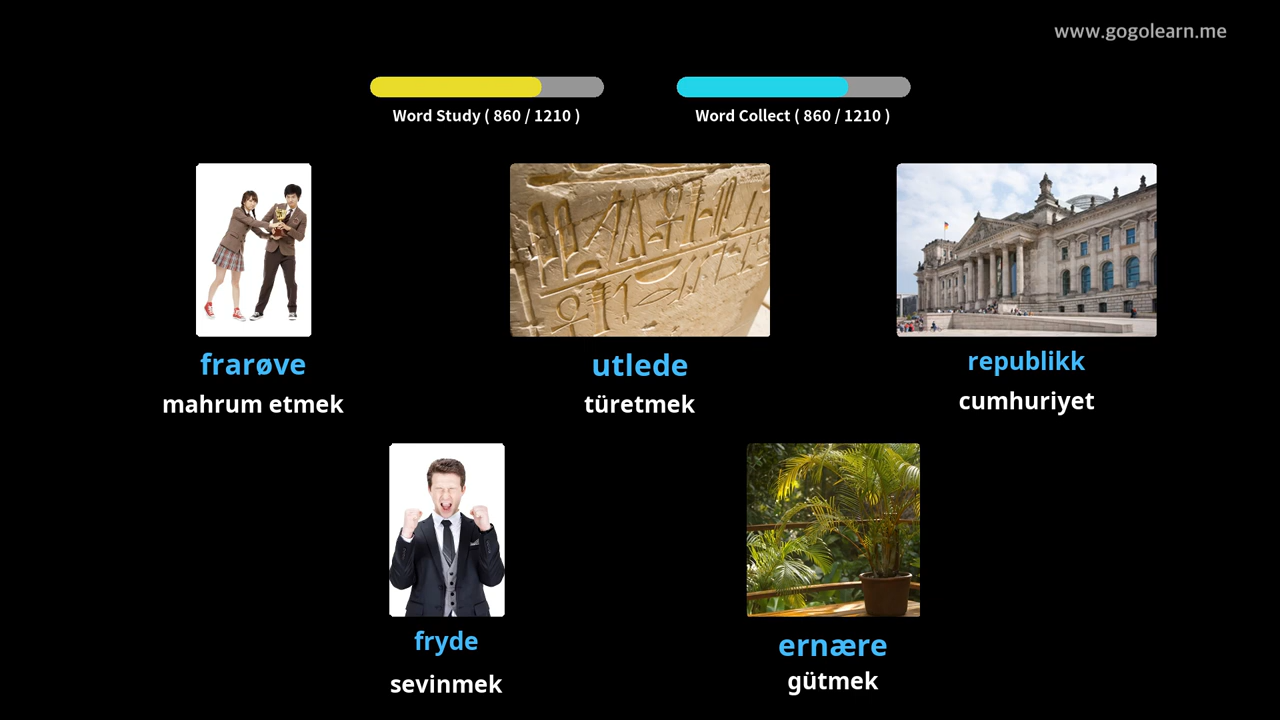 www.gogolearn.me
Word Study ( 860 / 1210 )
Word Collect ( 860 / 1210 )
frarøve
mahrum etmek
utlede
türetmek
republikk
cumhuriyet
fryde
sevinmek
ernære
gütmek